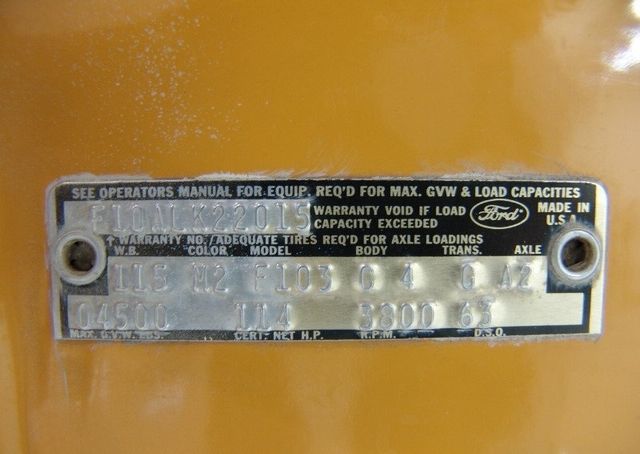 SEE OPERATORS MANUAL FOR EQUIP. REQ'D FOR MAX. GVW & LOAD CAPACITIES
F10ALK22015 WARRANTY VOID IF LOAD CAPACITY EXCEEDED Ford MADE IN U.S.A.
↑ WARRANTY NO./ADEQUATE TIRES REQ'D FOR AXLE LOADINGS
W.B. COLOR MODEL BODY TRANS. AXLE
115 M2 F103 G4 G A2
04500 114 3800 63
MAX. G.V.W. LBS. CERT. NET H.P. R.P.M. D.S.O.